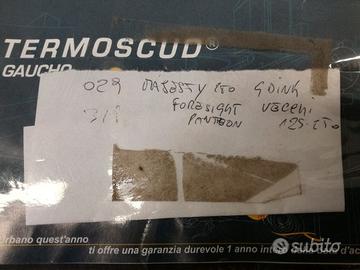 TERMOSCUD®
GAUCHO
029 MAJESTY 150 GDINK
FORESIGHT VECCHI
PANTEON 125-150
urbano quest'anno
ti offre una garanzia durevole 1 anno
subito